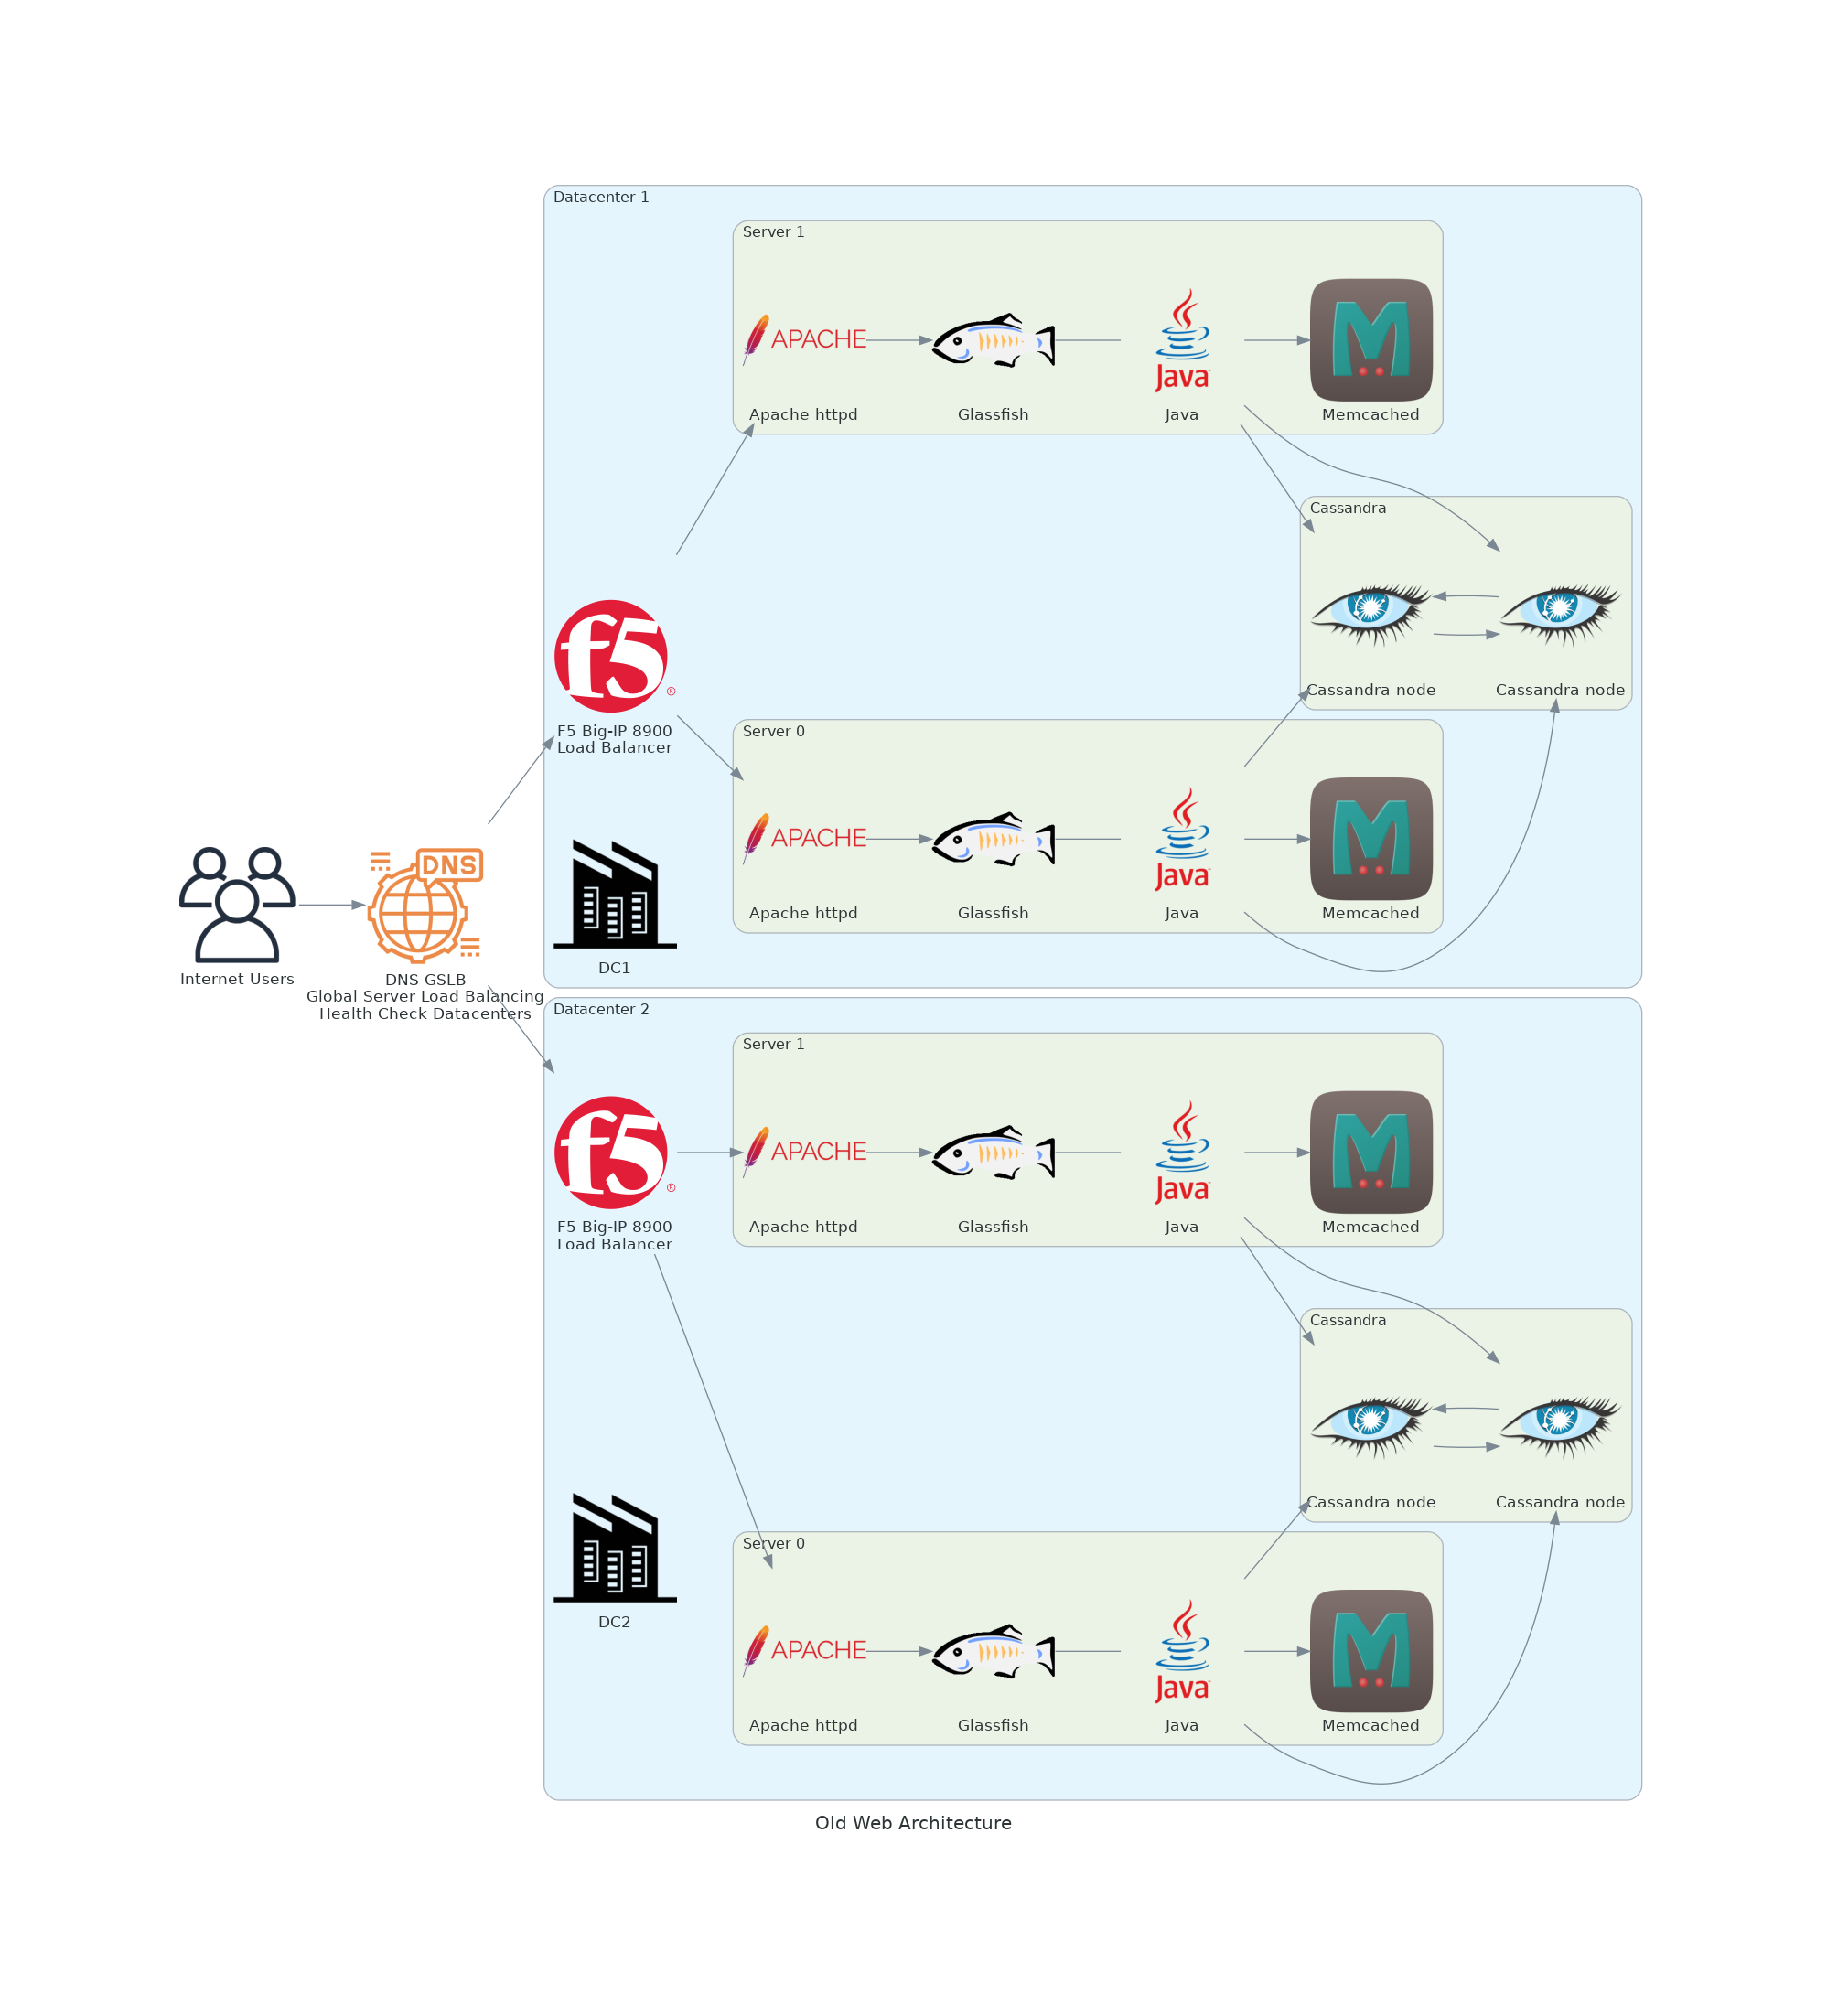 Datacenter 1
Server 1
APACHE
Java
M
Apache httpd
Glassfish
Java
Memcached
Cassandra
f5
®
Cassandra node
Cassandra node
F5 Big-IP 8900
Load Balancer
Server 0
APACHE
Java
M
Apache httpd
Glassfish
Java
Memcached
DC1
DNS
Internet Users
DNS GSLB
Global Server Load Balancing
Health Check Datacenters
Datacenter 2
Server 1
f5
®
APACHE
Java
M
F5 Big-IP 8900
Load Balancer
Apache httpd
Glassfish
Java
Memcached
Cassandra
Cassandra node
Cassandra node
Server 0
DC2
APACHE
Java
M
Apache httpd
Glassfish
Java
Memcached
Old Web Architecture